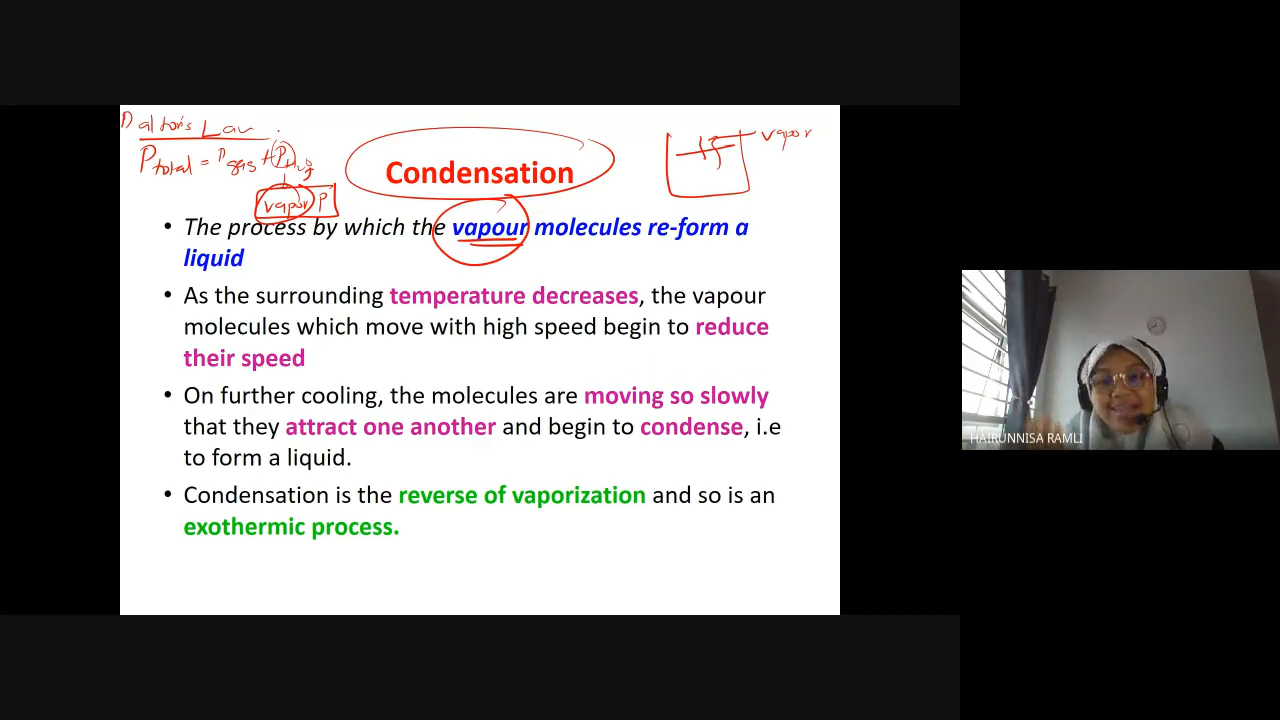 Dalton's Law
Ptotal = Pgas + PH2O
vapor P
vapor
Condensation
• The process by which the vapour molecules re-form a
liquid
• As the surrounding temperature decreases, the vapour
molecules which move with high speed begin to reduce
their speed
• On further cooling, the molecules are moving so slowly
that they attract one another and begin to condense, i.e
to form a liquid.
• Condensation is the reverse of vaporization and so is an
exothermic process.
HAIRUNNISA RAMLI